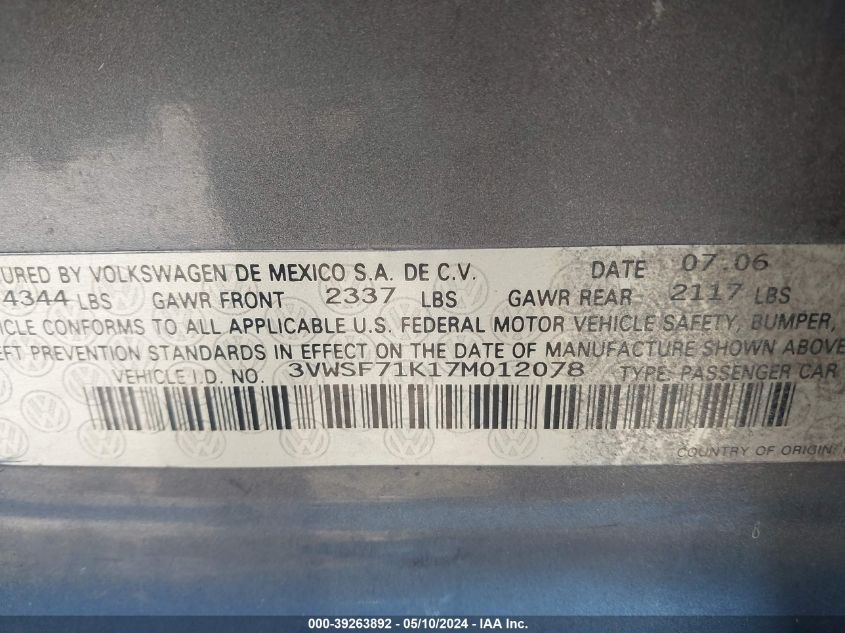 URED BY VOLKSWAGEN DE MEXICO S.A. DE C.V. DATE 07.06
4344 LBS GAWR FRONT 2337 LBS GAWR REAR 2117 LBS
ICLE CONFORMS TO ALL APPLICABLE U.S. FEDERAL MOTOR VEHICLE SAFETY, BUMPER,
EFT PREVENTION STANDARDS IN EFFECT ON THE DATE OF MANUFACTURE SHOWN ABOVE
VEHICLE I.D. NO. 3VWSF71K17M012078 TYPE: PASSENGER CAR
COUNTRY OF ORIGIN:
000-39263892 - 05/10/2024 - IAA Inc.